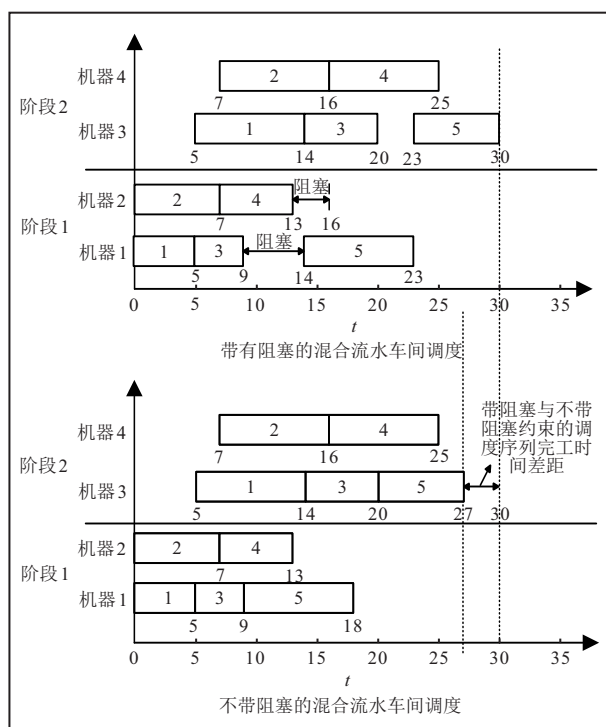 机器4
2
4
阶段2
7
16
25
机器3
1
3
5
5
14
20
23
30
阻塞
机器2
2
4
阶段1
7
13
16
阻塞
机器1
1
3
5
5
9
14
23
0
5
10
15
20
25
30
35
t
带有阻塞的混合流水车间调度
带阻塞与不带
阻塞约束的调
度序列完工时
间差距
机器4
2
4
阶段2
7
16
25
机器3
1
3
5
5
14
20
27
30
机器2
2
4
阶段1
7
13
机器1
1
3
5
5
9
18
0
5
10
15
20
25
30
35
t
不带阻塞的混合流水车间调度